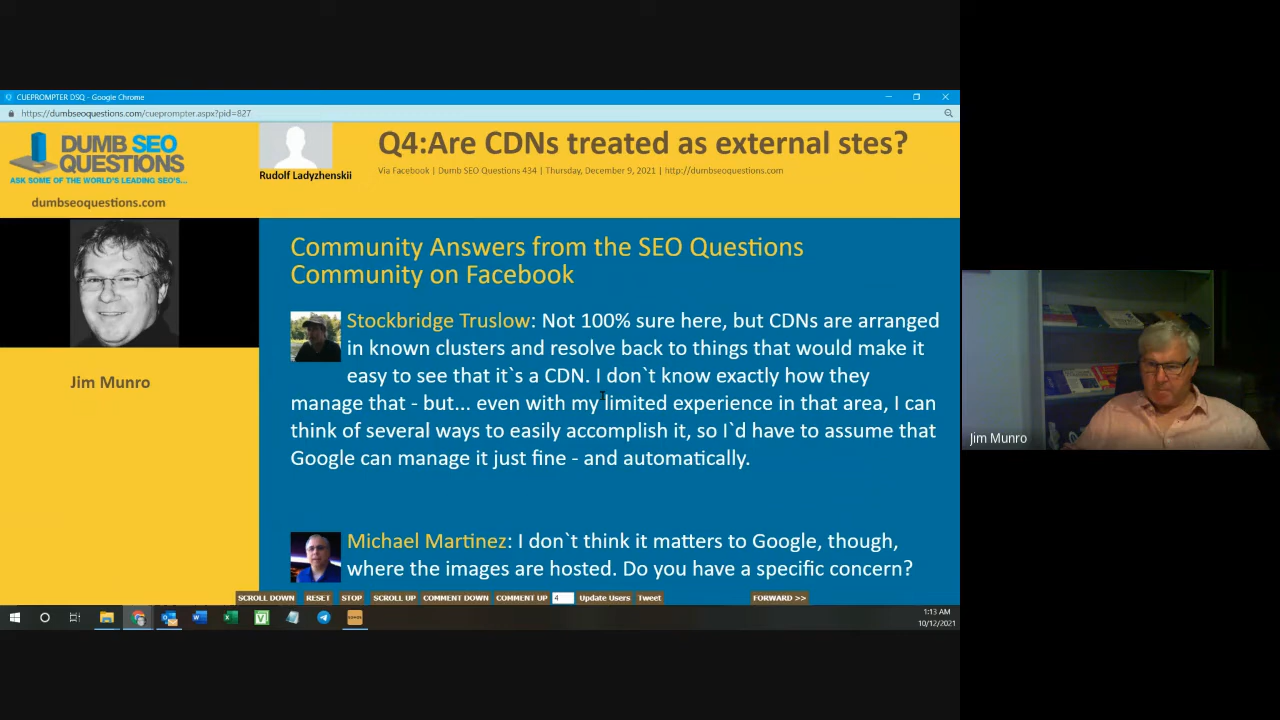 CUEPROMPTER DSQ - Google Chrome
https://dumbseoquestions.com/cueprompter.aspx?pid=827
DUMB SEO
QUESTIONS
ASK SOME OF THE WORLD'S LEADING SEO'S...
dumbseoquestions.com
Rudolf Ladyzhenskii
Q4:Are CDNs treated as external stes?
Via Facebook | Dumb SEO Questions 434 | Thursday, December 9, 2021 | http://dumbseoquestions.com
Jim Munro
Community Answers from the SEO Questions
Community on Facebook
Stockbridge Truslow: Not 100% sure here, but CDNs are arranged
in known clusters and resolve back to things that would make it
easy to see that it`s a CDN. I don`t know exactly how they
manage that - but... even with my limited experience in that area, I can
think of several ways to easily accomplish it, so I`d have to assume that
Google can manage it just fine - and automatically.
Michael Martinez: I don`t think it matters to Google, though,
where the images are hosted. Do you have a specific concern?
SCROLL DOWN RESET STOP SCROLL UP COMMENT DOWN COMMENT UP 4 Update Users Tweet FORWARD >>
1:13 AM
10/12/2021
Jim Munro